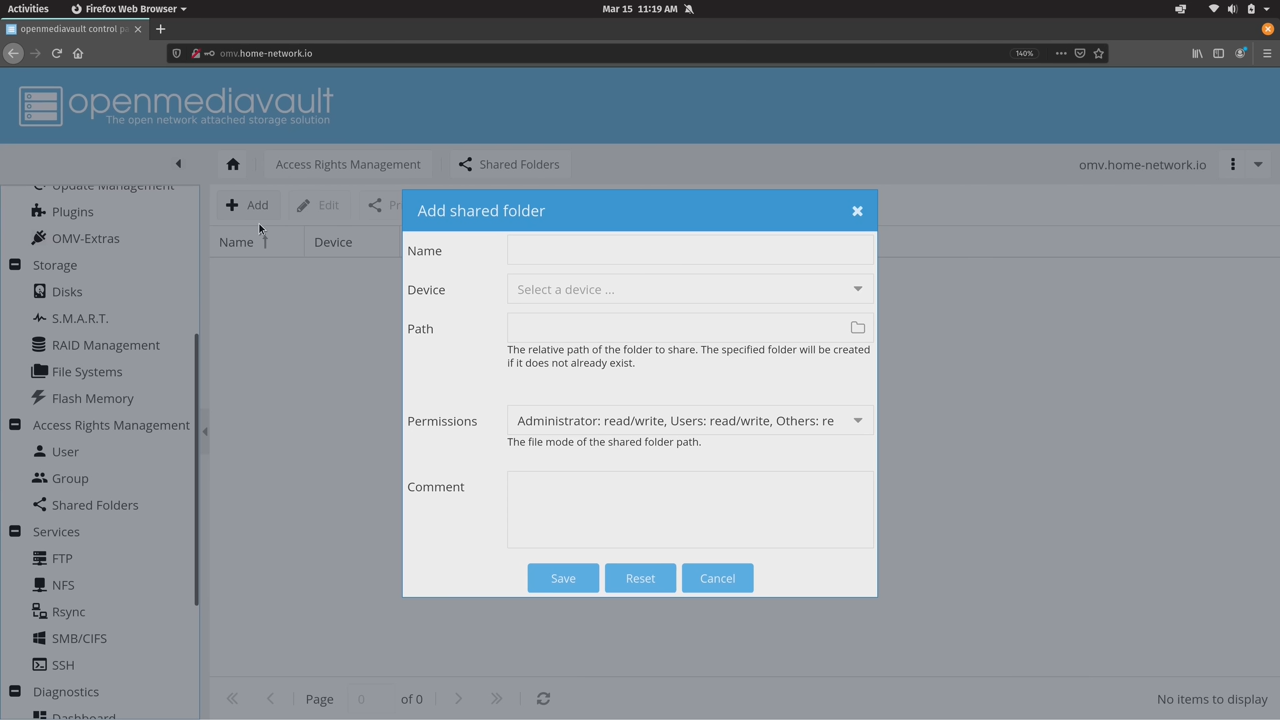 Activities
Firefox Web Browser
Mar 15 11:19 AM
openmediavault control pa
omv.home-network.io
140%
openmediavault
The open network attached storage solution
Access Rights Management
Shared Folders
omv.home-network.io
Update Management
Plugins
OMV-Extras
Storage
Disks
S.M.A.R.T.
RAID Management
File Systems
Flash Memory
Access Rights Management
User
Group
Shared Folders
Services
FTP
NFS
Rsync
SMB/CIFS
SSH
Diagnostics
Dashboard
Add
Edit
Pr
Name
Device
Add shared folder
Name
Device
Select a device ...
Path
The relative path of the folder to share. The specified folder will be created
if it does not already exist.
Permissions
Administrator: read/write, Users: read/write, Others: re
The file mode of the shared folder path.
Comment
Save
Reset
Cancel
Page 0 of 0
No items to display